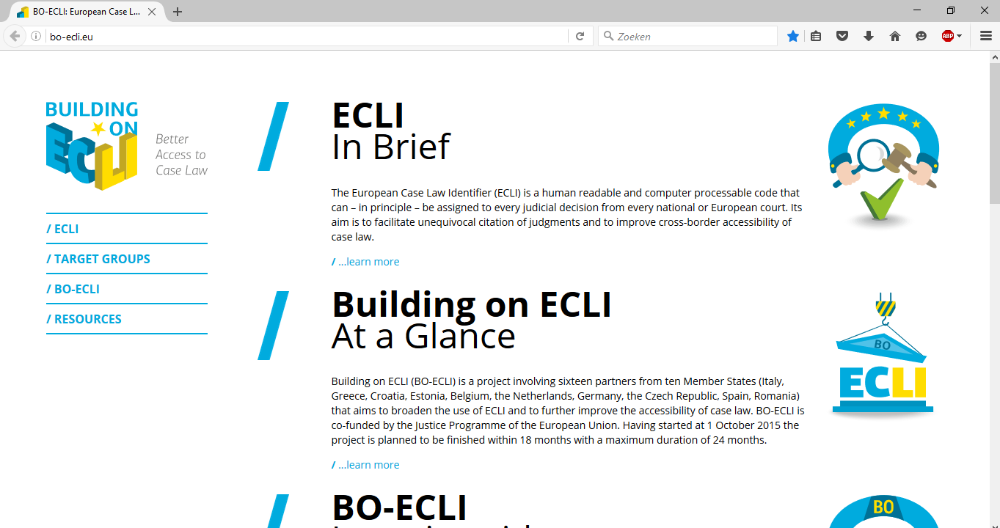 BO-ECLI: European Case L...
bo-ecli.eu
Zoeken
ABP
BUILDING
ON
ECLI
Better
Access to
Case Law
/ ECLI
/ TARGET GROUPS
/ BO-ECLI
/ RESOURCES
/
ECLI
In Brief
The European Case Law Identifier (ECLI) is a human readable and computer processable code that
can – in principle – be assigned to every judicial decision from every national or European court. Its
aim is to facilitate unequivocal citation of judgments and to improve cross-border accessibility of
case law.
/ ...learn more
/
Building on ECLI
At a Glance
BO
ECLI
Building on ECLI (BO-ECLI) is a project involving sixteen partners from ten Member States (Italy,
Greece, Croatia, Estonia, Belgium, the Netherlands, Germany, the Czech Republic, Spain, Romania)
that aims to broaden the use of ECLI and to further improve the accessibility of case law. BO-ECLI is
co-funded by the Justice Programme of the European Union. Having started at 1 October 2015 the
project is planned to be finished within 18 months with a maximum duration of 24 months.
/ ...learn more
/
BO-ECLI
BO